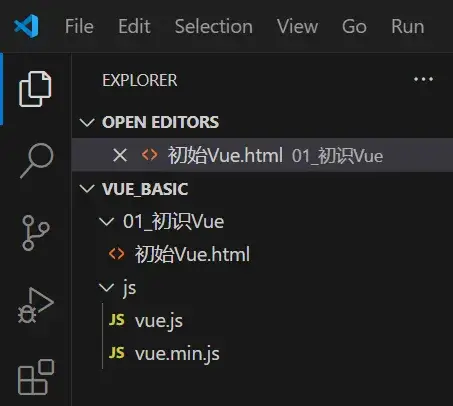 File Edit Selection View Go Run
EXPLORER ...
OPEN EDITORS
初始Vue.html 01_初识Vue
VUE_BASIC
01_初识Vue
<> 初始Vue.html
js
JS vue.js
JS vue.min.js